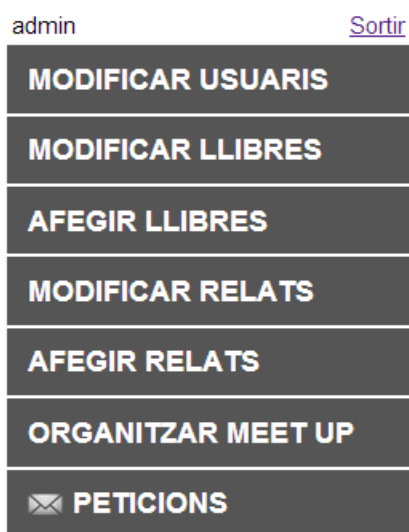 admin Sortir
MODIFICAR USUARIS
MODIFICAR LLIBRES
AFEGIR LLIBRES
MODIFICAR RELATS
AFEGIR RELATS
ORGANITZAR MEET UP
PETICIONS